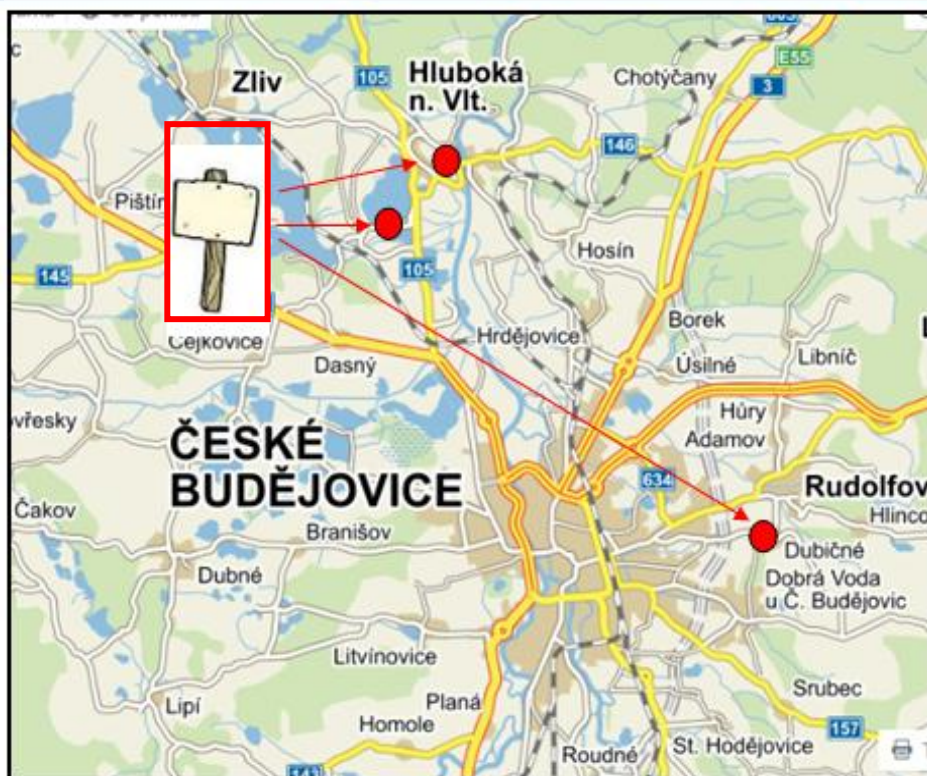 603
E55
Zliv
105
Hluboká
n. Vlt.
Chotýčany
3
146
Hosín
145
105
Borek
Hrdějovice
Dasný
Úsilné
Libníč
Hůry
Adamov
ČESKÉ
BUDĚJOVICE
634
Rudolfov
Čakov
Branišov
Dubné
Dubičné
Dobrá Voda
u Č. Budějovic
Litvínovice
Srubec
Lipí
Planá
Homole
157
Roudné
St. Hodějovice